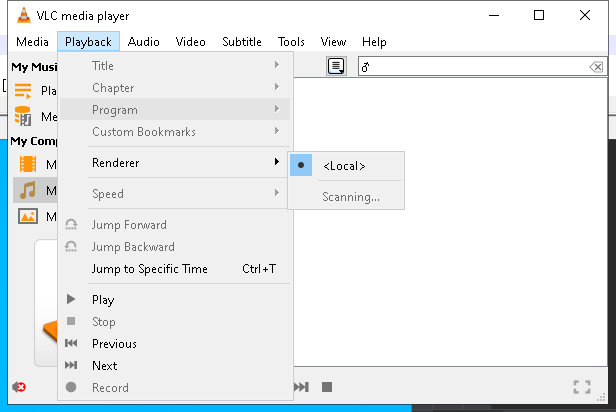 VLC media player
Media Playback Audio Video Subtitle Tools View Help
My Musi
Title
♂
Pla
Chapter
Me
Program
Custom Bookmarks
My Comp
M
Renderer
<Local>
M
Speed
Scanning...
M
Jump Forward
Jump Backward
Jump to Specific Time Ctrl+T
Play
Stop
Previous
Next
Record